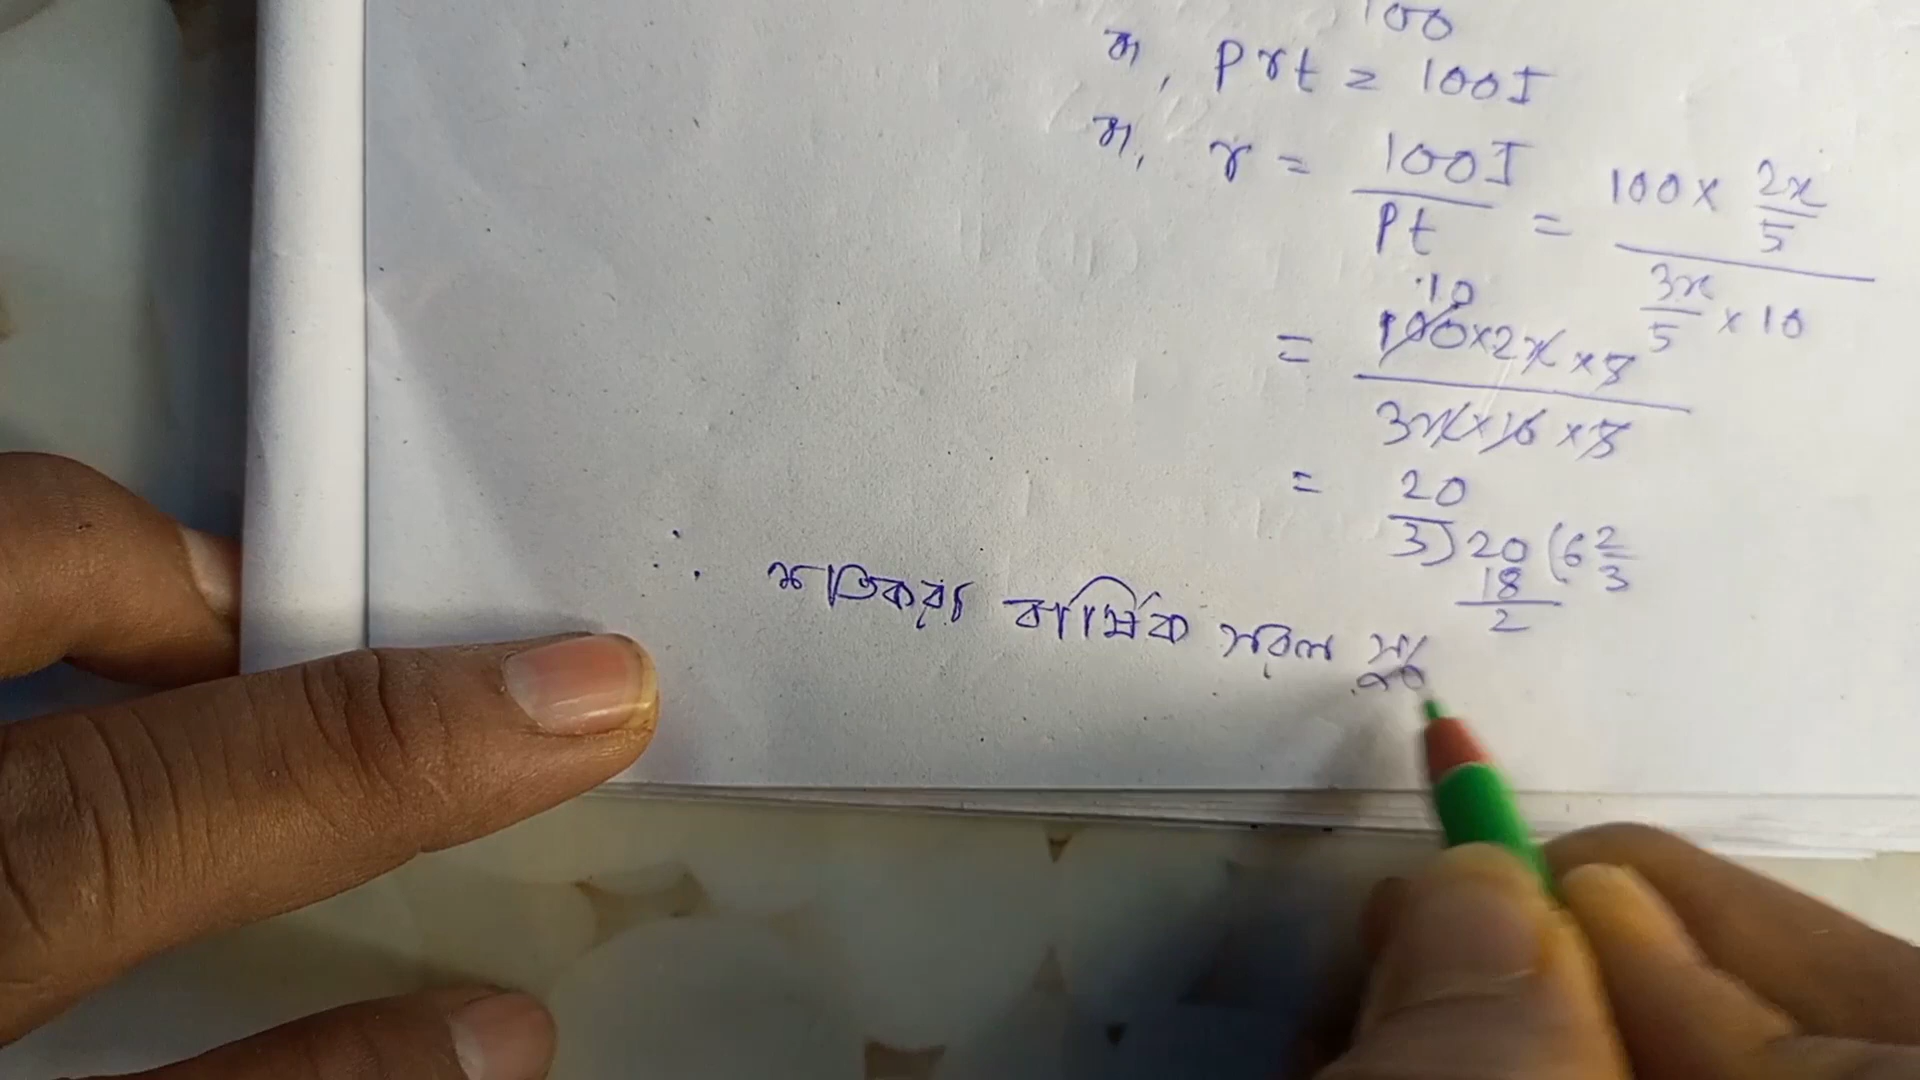 100
বা, Prt = 100I
বা, r = 100I / Pt = 100 × 2x/5 / 3x/5 × 10
10
= 100 × 2x × 5 / 3x × 10 × 5
= 20 / 3) 20 (6 2/3
18
2
∴ শতকরা বার্ষিক সরল